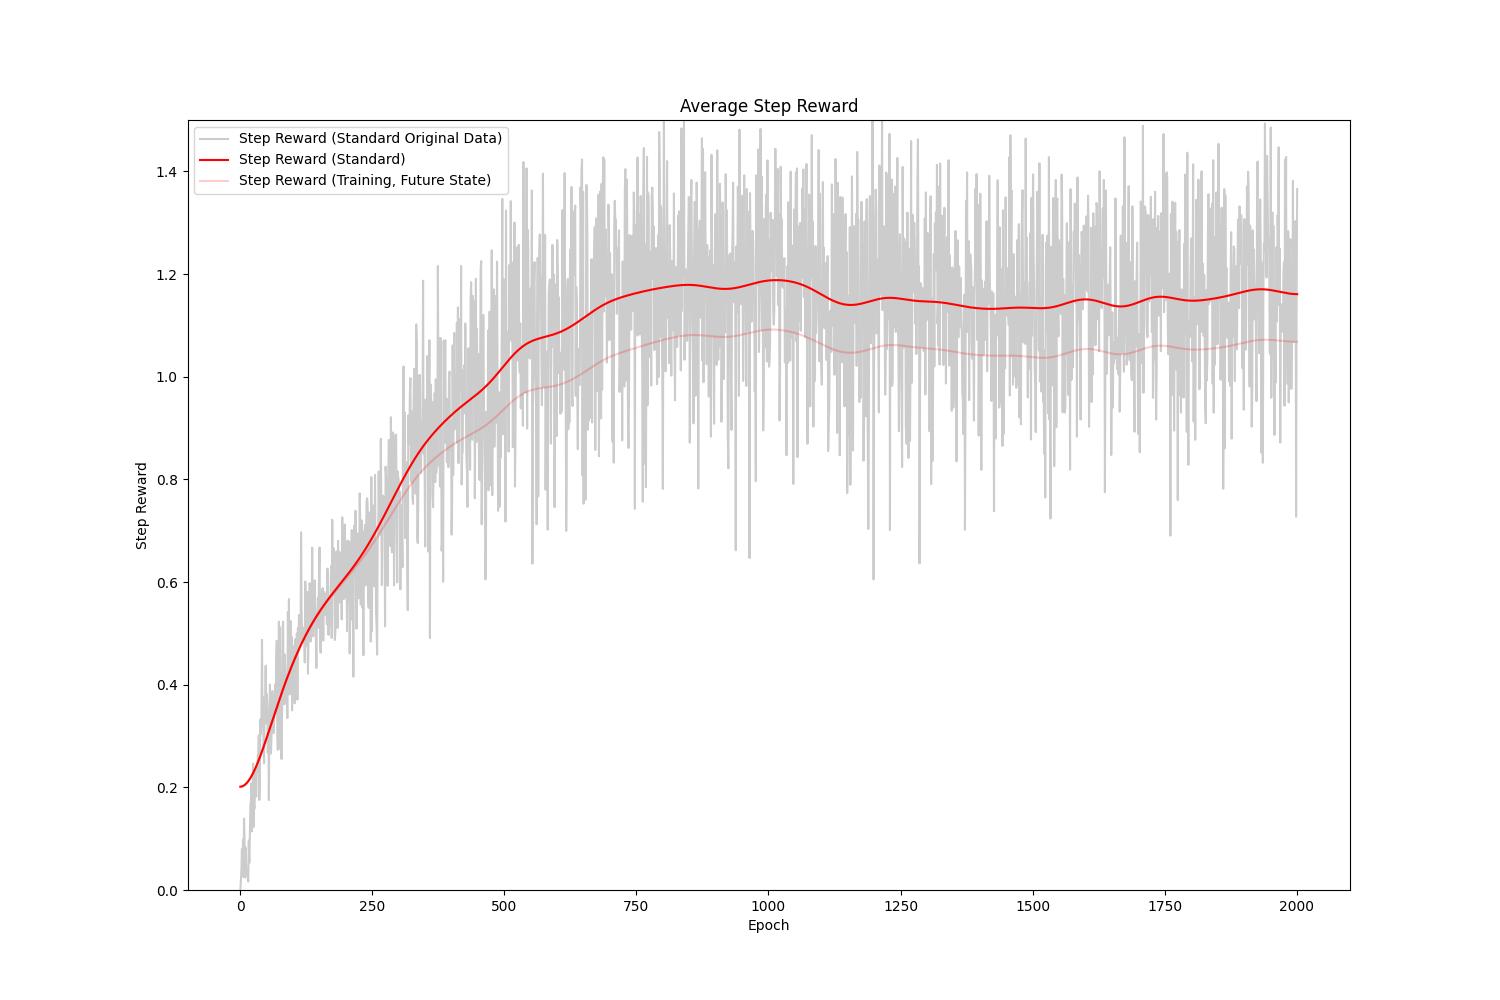 Average Step Reward
Step Reward (Standard Original Data)
Step Reward (Standard)
Step Reward (Training, Future State)
1.4
1.2
1.0
0.8
0.6
0.4
0.2
0.0
Step Reward
0 250 500 750 1000 1250 1500 1750 2000
Epoch